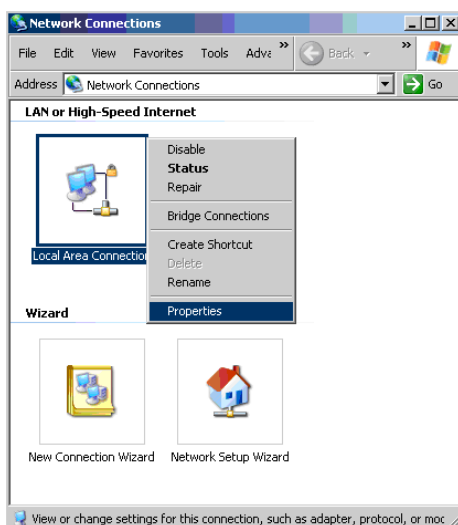 Network Connections
File Edit View Favorites Tools Adva » Back »
Address Network Connections Go
LAN or High-Speed Internet
Disable
Status
Repair
Bridge Connections
Create Shortcut
Delete
Rename
Properties
Local Area Connection
Wizard
New Connection Wizard Network Setup Wizard
View or change settings for this connection, such as adapter, protocol, or moc